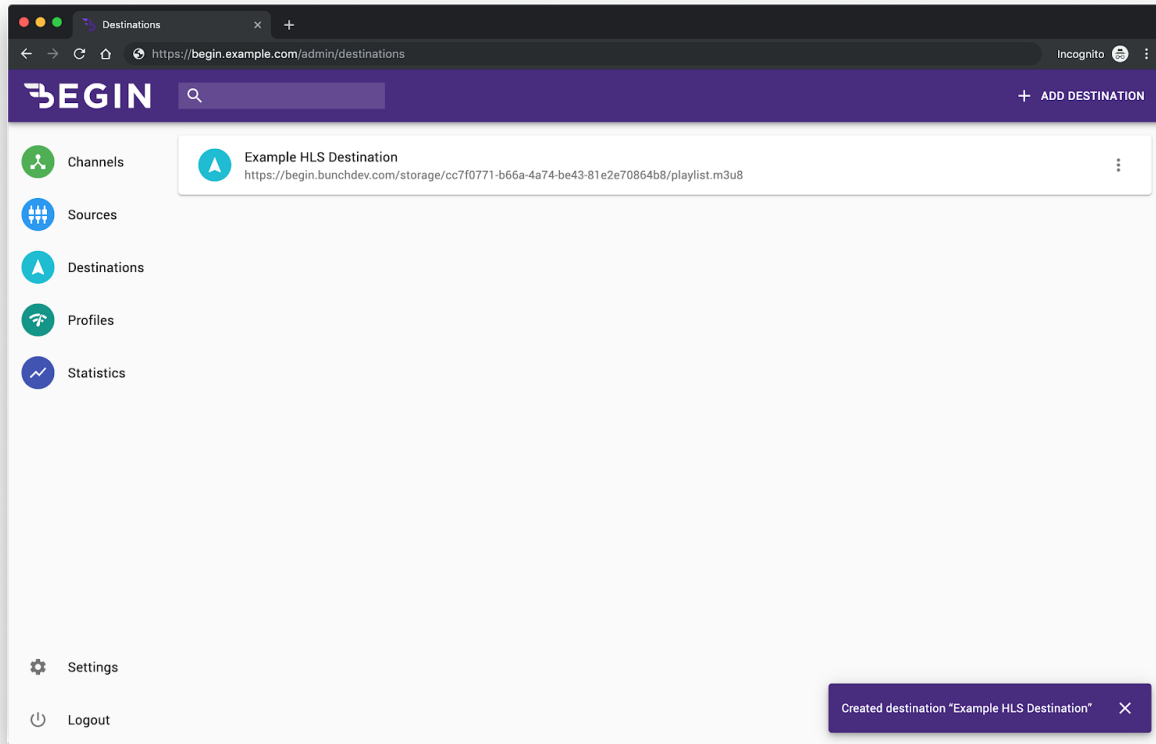 Destinations
https://begin.example.com/admin/destinations
Incognito
BEGIN
ADD DESTINATION
Channels
Sources
Destinations
Profiles
Statistics
Example HLS Destination
https://begin.bunchdev.com/storage/cc7f0771-b66a-4a74-be43-81e2e70864b8/playlist.m3u8
Settings
Logout
Created destination “Example HLS Destination”